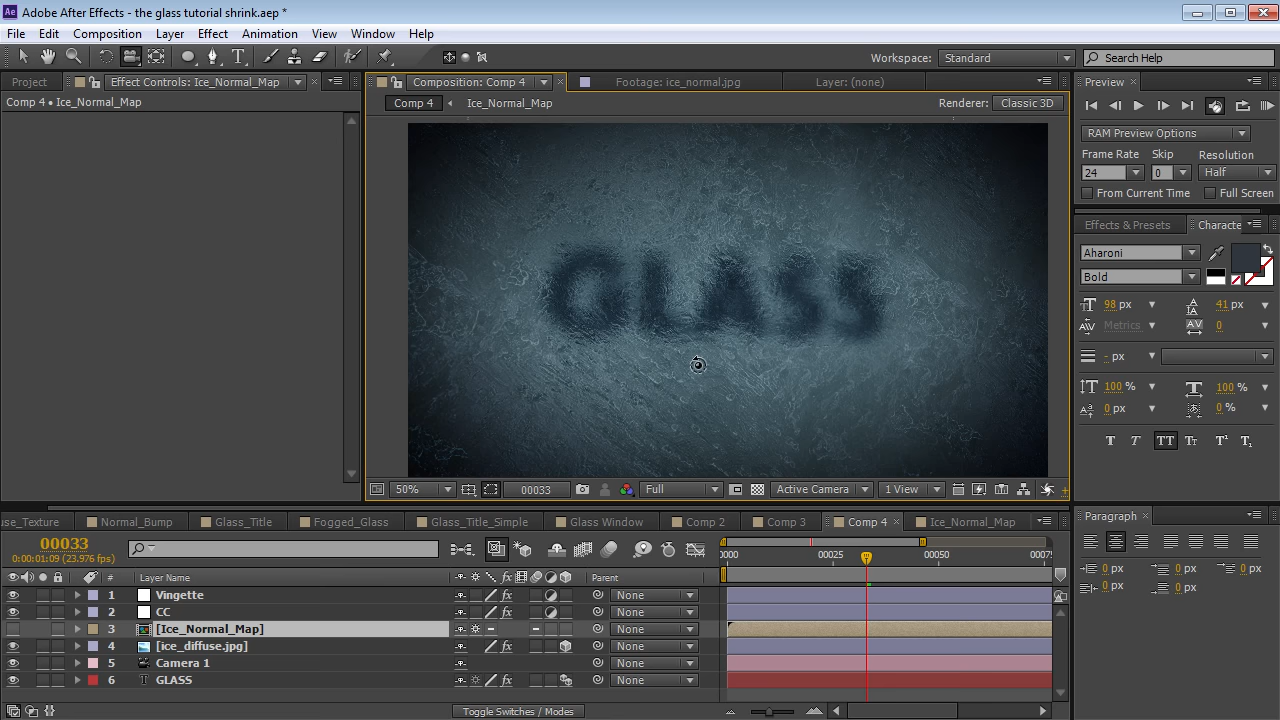 Adobe After Effects - the glass tutorial shrink.aep *
File Edit Composition Layer Effect Animation View Window Help
Workspace: Standard Search Help
Project Effect Controls: Ice_Normal_Map
Comp 4 • Ice_Normal_Map
Composition: Comp 4 Footage: ice_normal.jpg Layer: (none)
Comp 4 Ice_Normal_Map Renderer: Classic 3D
GLASS
50% 00033 Full Active Camera 1 View
Preview
RAM Preview Options
Frame Rate Skip Resolution
24 0 Half
From Current Time Full Screen
Effects & Presets Characte
Aharoni
Bold
98 px 41 px
Metrics 0
- px
100 % 100 %
0 px 0 %
T T TT Tr T¹ T₁
Paragraph
0 px 0 px 0 px
0 px 0 px
use_Texture Normal_Bump Glass_Title Fogged_Glass Glass_Title_Simple Glass Window Comp 2 Comp 3 Comp 4 Ice_Normal_Map
00033
0:00:01:09 (23.976 fps)
0000 00025 00050 0007
# Layer Name Parent
1 Vingette None
2 CC None
3 [Ice_Normal_Map] None
4 [ice_diffuse.jpg] None
5 Camera 1 None
6 GLASS None
Toggle Switches / Modes